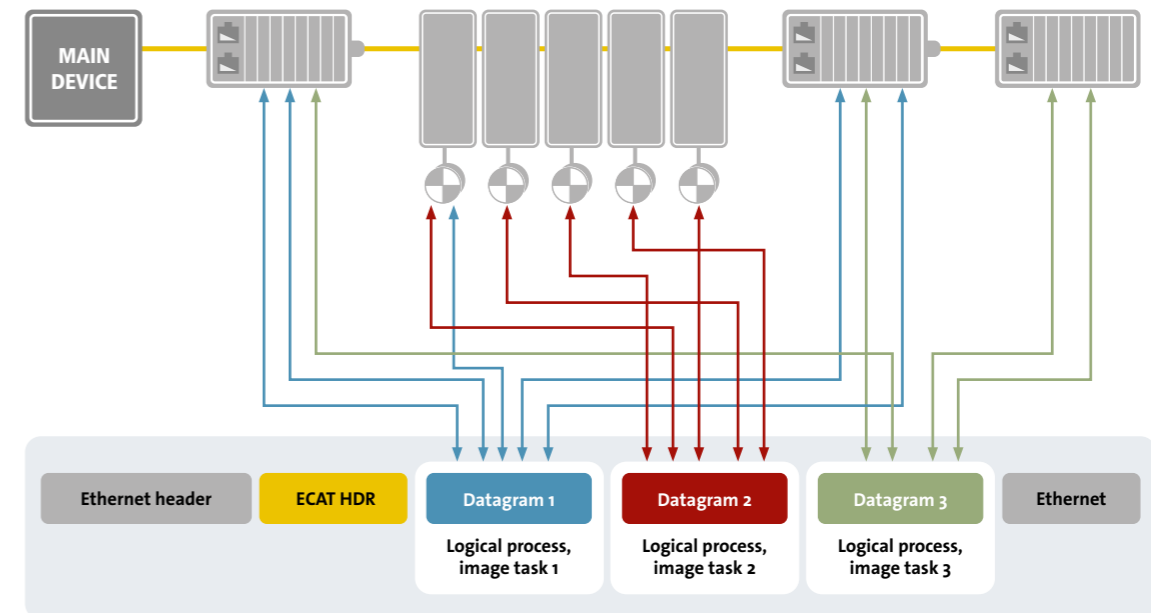 MAIN
DEVICE
Ethernet header
ECAT HDR
Datagram 1
Datagram 2
Datagram 3
Ethernet
Logical process,
image task 1
Logical process,
image task 2
Logical process,
image task 3